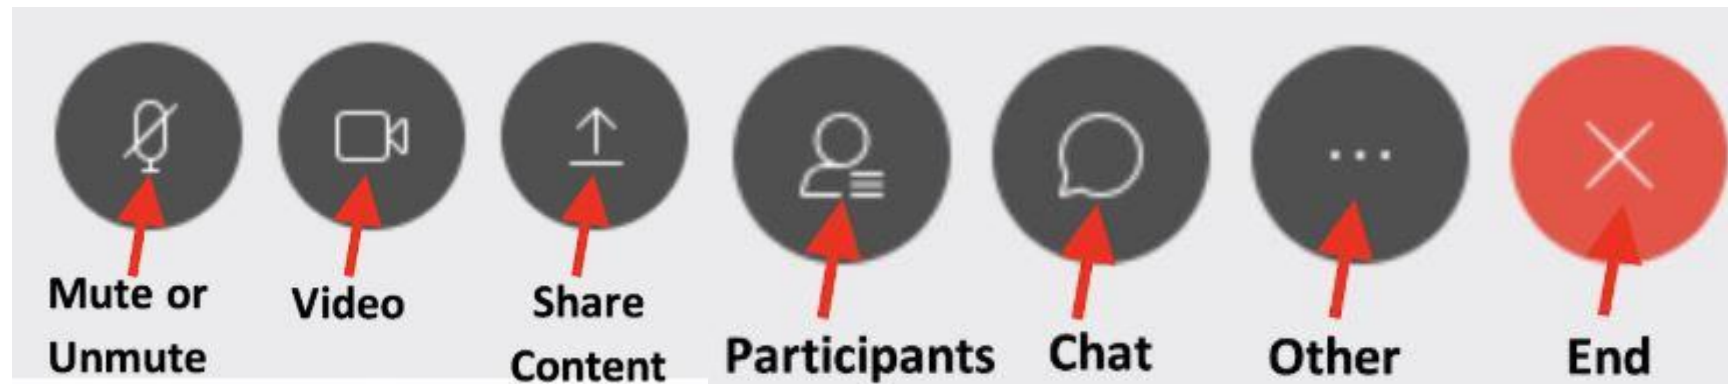 Mute or
Unmute
Video
Share
Content
Participants
Chat
Other
End